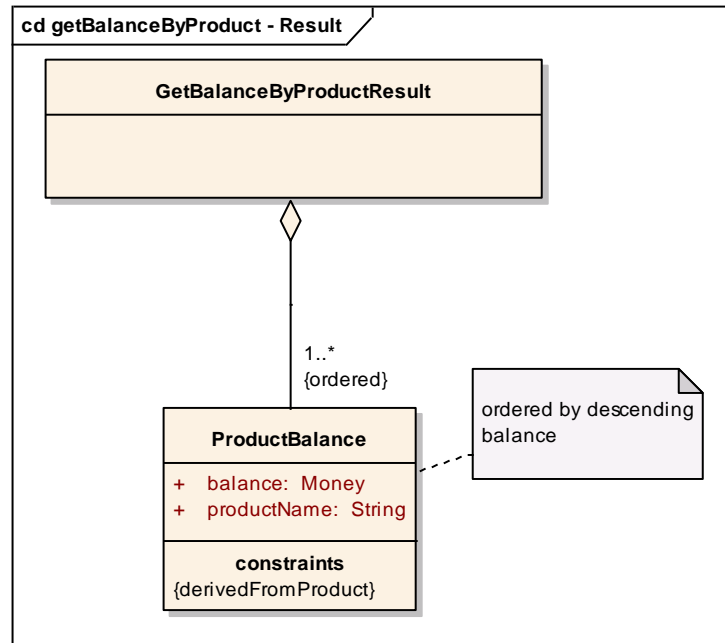 cd getBalanceByProduct - Result
GetBalanceByProductResult
1..*
{ordered}
ordered by descending
balance
ProductBalance
+ balance: Money
+ productName: String
constraints
{derivedFromProduct}